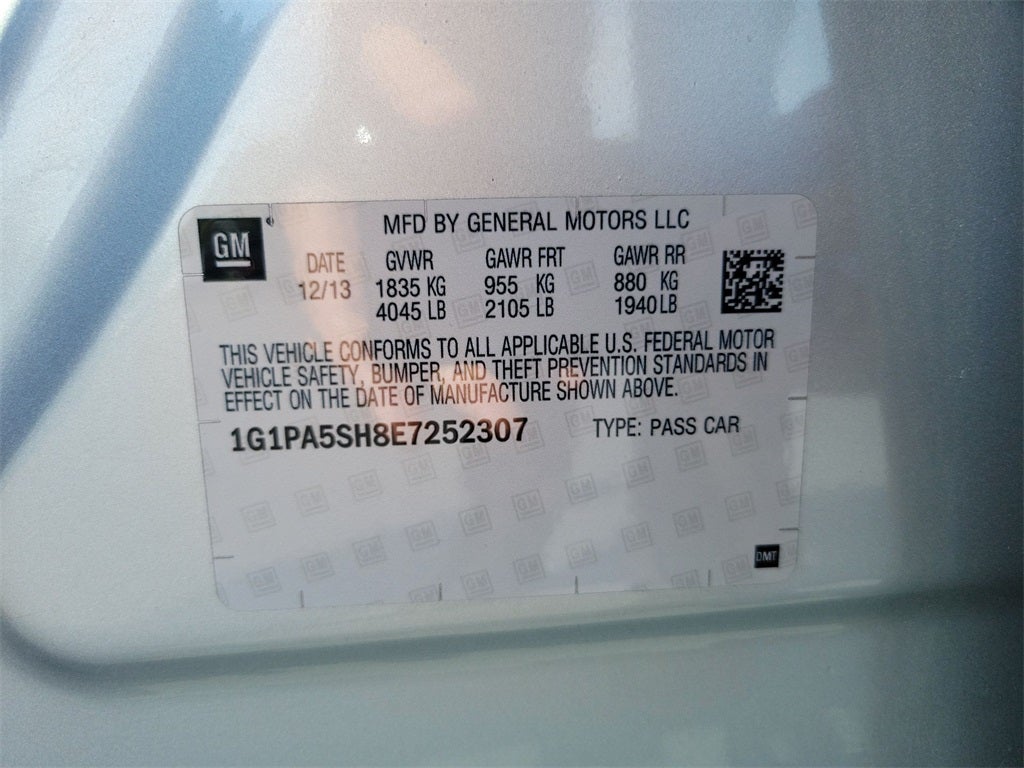 GM
MFD BY GENERAL MOTORS LLC
DATE GVWR GAWR FRT GAWR RR
12/13 1835 KG 955 KG 880 KG
4045 LB 2105 LB 1940 LB
THIS VEHICLE CONFORMS TO ALL APPLICABLE U.S. FEDERAL MOTOR
VEHICLE SAFETY, BUMPER, AND THEFT PREVENTION STANDARDS IN
EFFECT ON THE DATE OF MANUFACTURE SHOWN ABOVE.
1G1PA5SH8E7252307 TYPE: PASS CAR
DMT